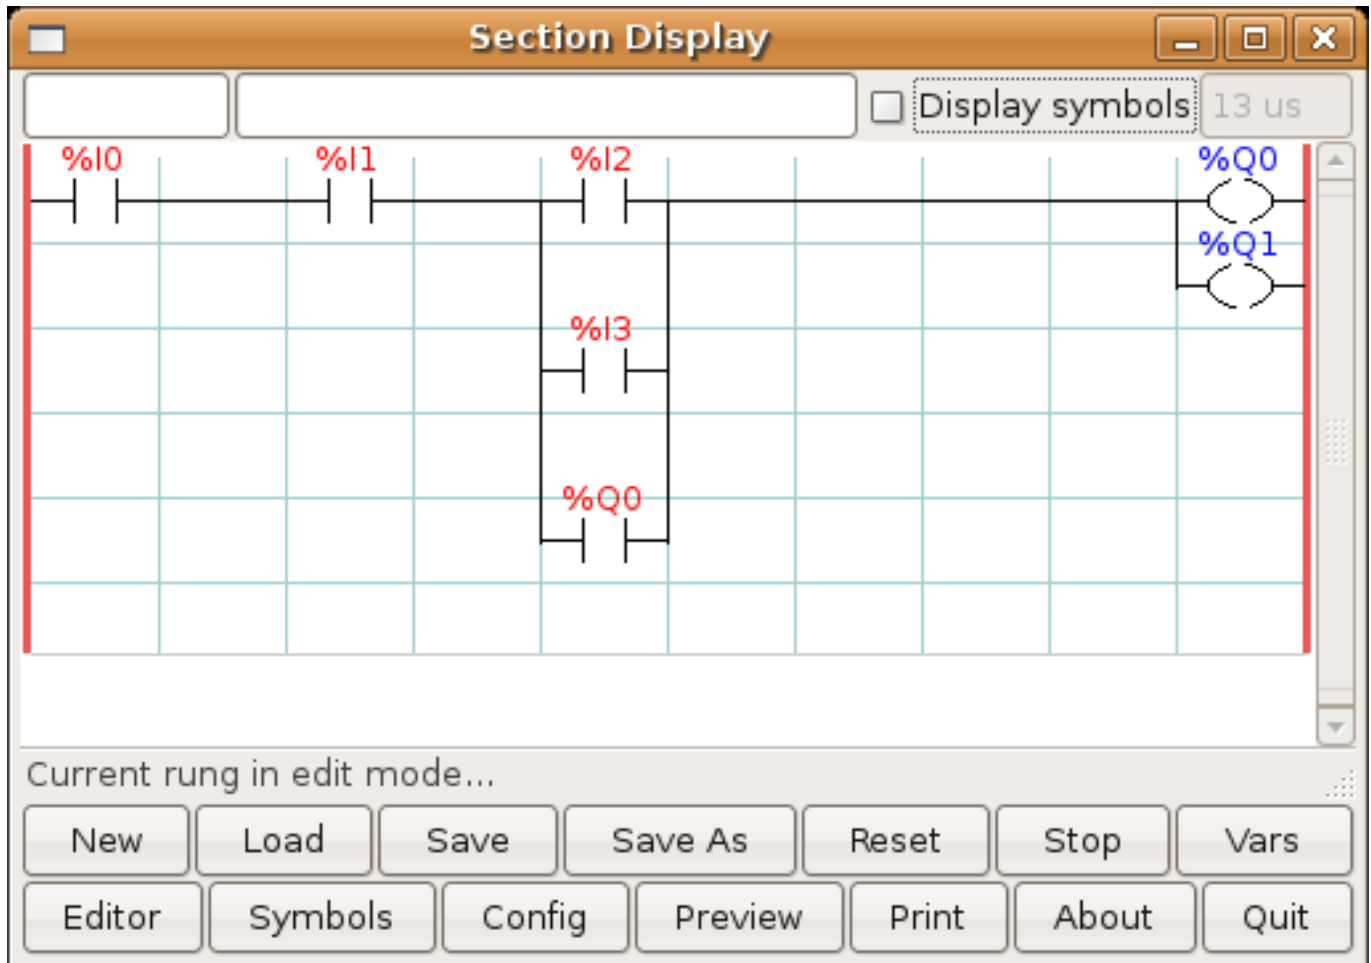 Section Display
Display symbols 13 us
%I0 %I1 %I2 %Q0
%Q1
%I3
%Q0
Current rung in edit mode...
New Load Save Save As Reset Stop Vars
Editor Symbols Config Preview Print About Quit